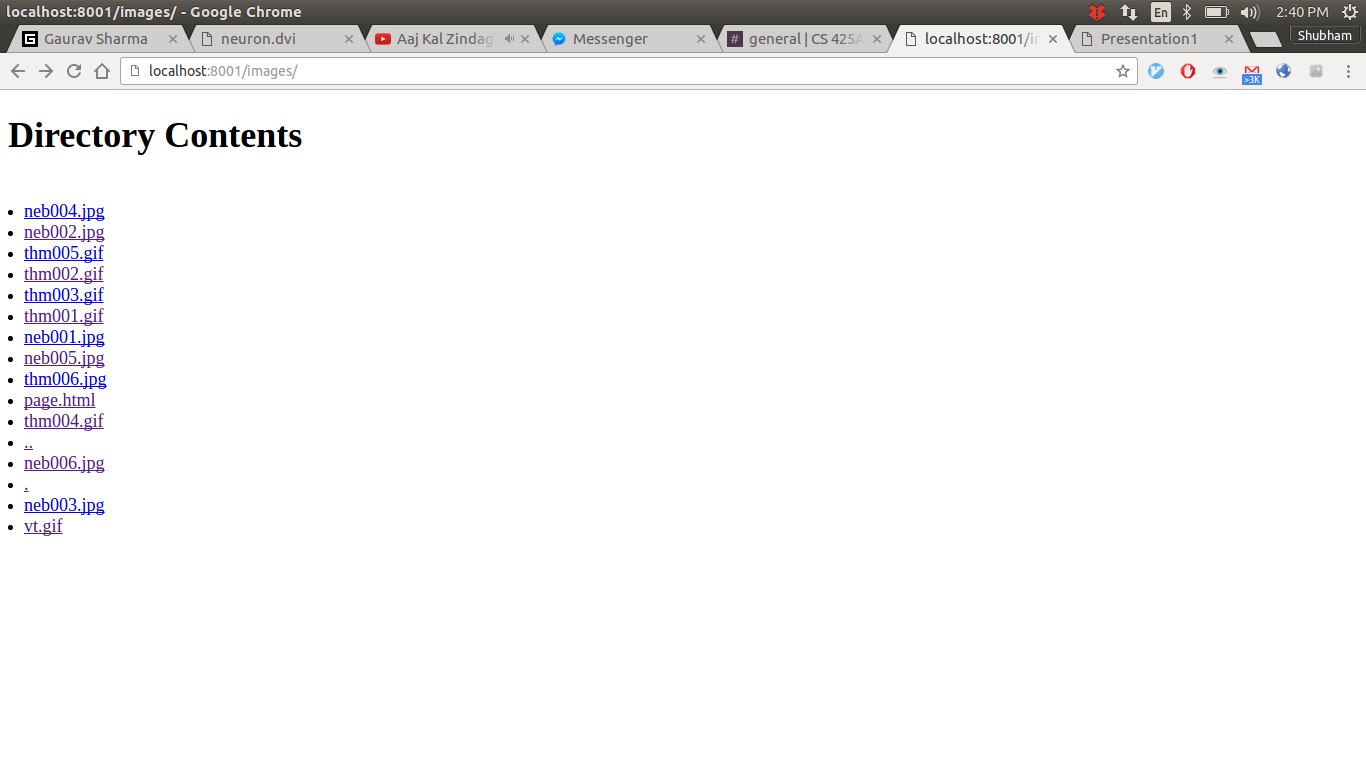 localhost:8001/images/ - Google Chrome En 2:40 PM
Gaurav Sharma neuron.dvi Aaj Kal Zindag Messenger # general | CS 425A localhost:8001/i Presentation1 Shubham
localhost:8001/images/ >3K
Directory Contents
neb004.jpg
neb002.jpg
thm005.gif
thm002.gif
thm003.gif
thm001.gif
neb001.jpg
neb005.jpg
thm006.jpg
page.html
thm004.gif
..
neb006.jpg
.
neb003.jpg
vt.gif